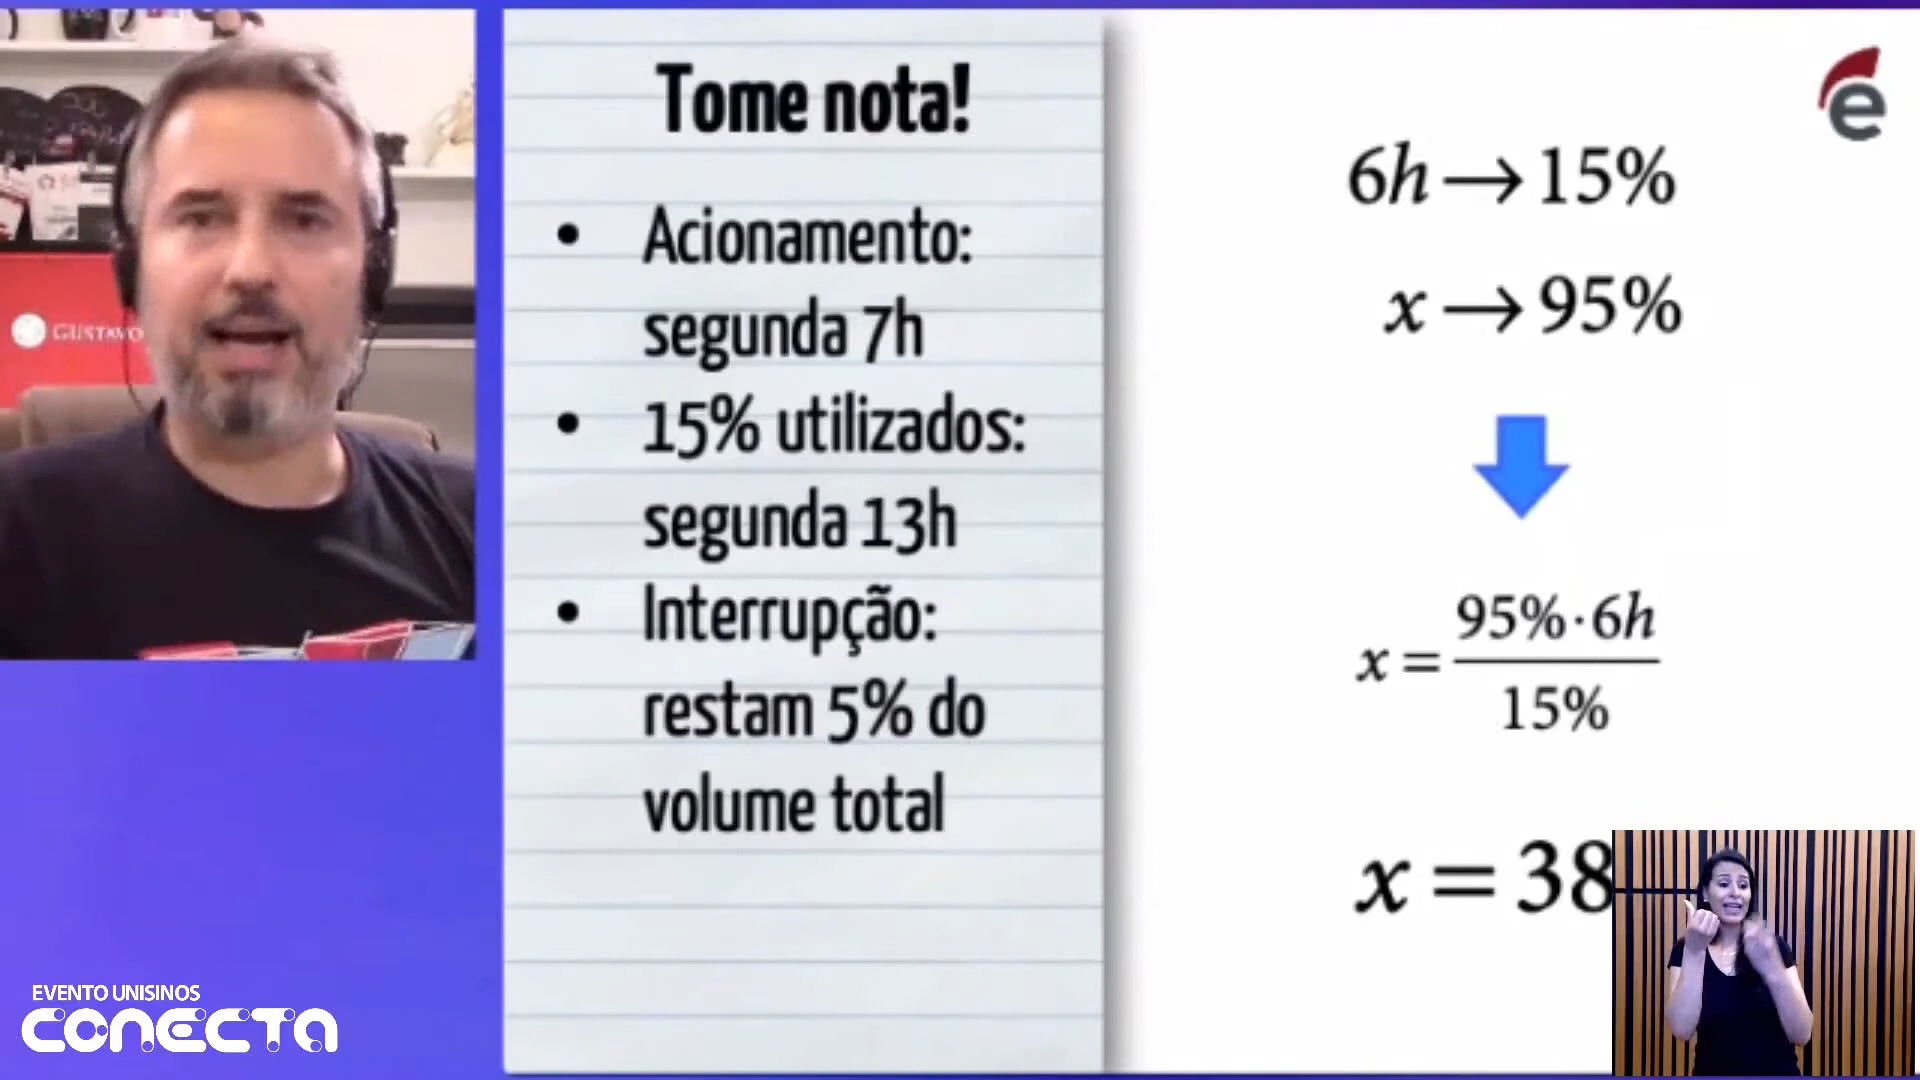 GUSTAVO
EVENTO UNISINOS
CONECTA
Tome nota!
• Acionamento:
segunda 7h
• 15% utilizados:
segunda 13h
• Interrupção:
restam 5% do
volume total
e
6h→15%
x→95%
x = 95%·6h
15%
x = 38